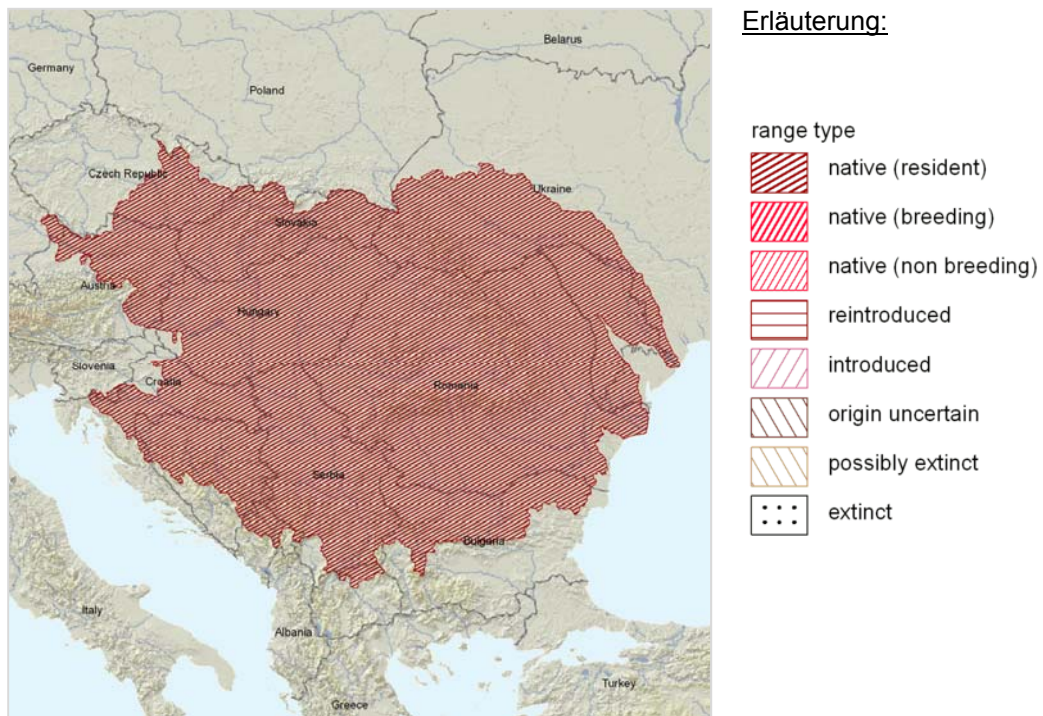 Erläuterung:
Belarus
Germany
Poland
range type
native (resident)
Czech Republic
Ukraine
native (breeding)
Slovakia
native (non breeding)
Austria
Hungary
reintroduced
Slovenia
introduced
Croatia
Romania
origin uncertain
possibly extinct
Serbia
extinct
Bulgaria
Italy
Albania
Turkey
Greece